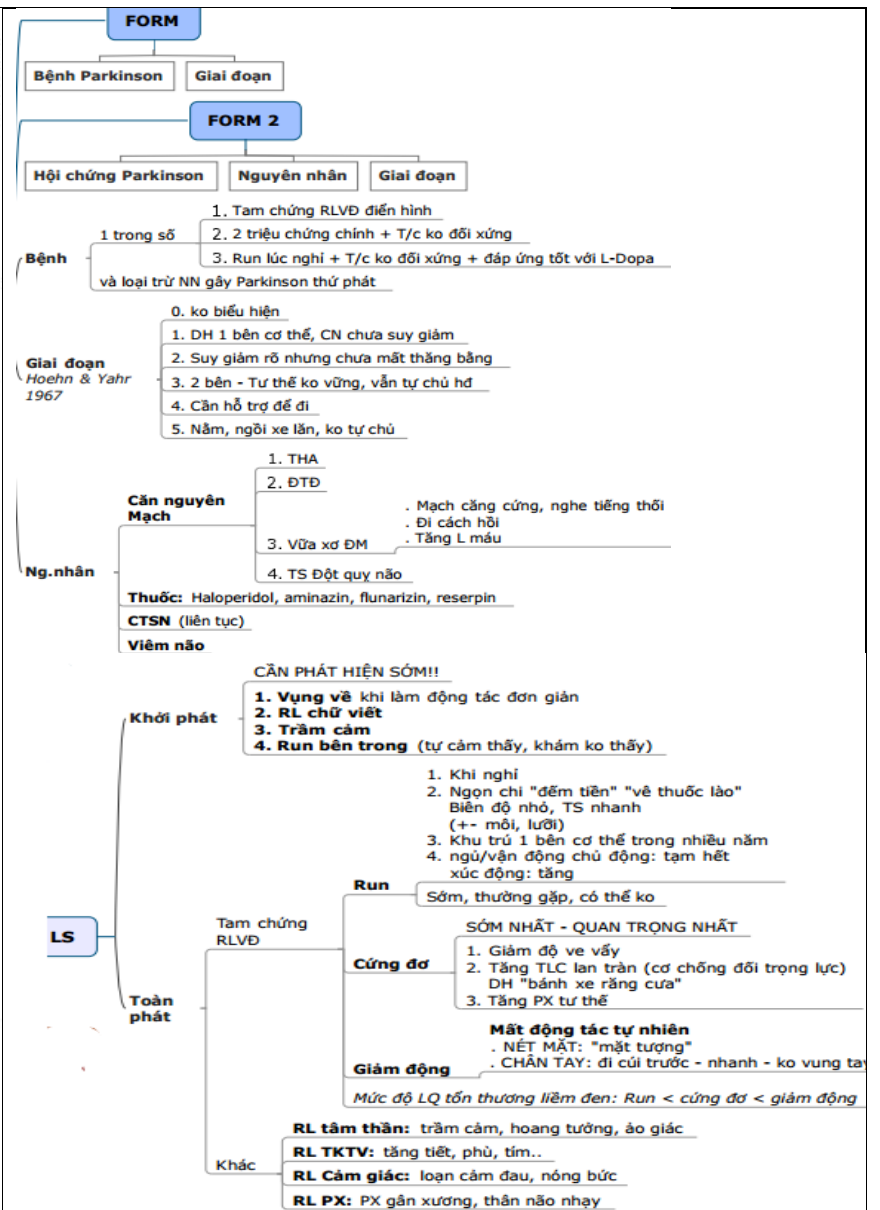 FORM
Bệnh Parkinson
Giai đoạn
FORM 2
Hội chứng Parkinson
Nguyên nhân
Giai đoạn
Bệnh
1 trong số
1. Tam chứng RLVĐ điển hình
2. 2 triệu chứng chính + T/c ko đối xứng
3. Run lúc nghỉ + T/c ko đối xứng + đáp ứng tốt với L-Dopa
và loại trừ NN gây Parkinson thứ phát
Giai đoạn
Hoehn & Yahr
1967
0. ko biểu hiện
1. DH 1 bên cơ thể, CN chưa suy giảm
2. Suy giảm rõ nhưng chưa mất thăng bằng
3. 2 bên - Tư thế ko vững, vẫn tự chủ hđ
4. Cần hỗ trợ để đi
5. Nằm, ngồi xe lăn, ko tự chủ
Ng.nhân
Căn nguyên
Mạch
1. THA
2. ĐTĐ
3. Vữa xơ ĐM
. Mạch căng cứng, nghe tiếng thổi
. Đi cách hồi
. Tăng L máu
4. TS Đột quỵ não
Thuốc: Haloperidol, aminazin, flunarizin, reserpin
CTSN (liên tục)
Viêm não
LS
Khởi phát
CẦN PHÁT HIỆN SỚM!!
1. Vụng về khi làm động tác đơn giản
2. RL chữ viết
3. Trầm cảm
4. Run bên trong (tự cảm thấy, khám ko thấy)
Toàn
phát
Tam chứng
RLVĐ
Run
1. Khi nghỉ
2. Ngọn chi "đếm tiền" "vê thuốc lào"
Biên độ nhỏ, TS nhanh
(+- môi, lưỡi)
3. Khu trú 1 bên cơ thể trong nhiều năm
4. ngủ/vận động chủ động: tạm hết
xúc động: tăng
Sớm, thường gặp, có thể ko
Cứng đơ
SỚM NHẤT - QUAN TRỌNG NHẤT
1. Giảm độ ve vẩy
2. Tăng TLC lan tràn (cơ chống đối trọng lực)
DH "bánh xe răng cưa"
3. Tăng PX tư thế
Giảm động
Mất động tác tự nhiên
. NÉT MẶT: "mặt tượng"
. CHÂN TAY: đi cúi trước - nhanh - ko vung tay
Mức độ LQ tổn thương liềm đen: Run < cứng đơ < giảm động
Khác
RL tâm thần: trầm cảm, hoang tưởng, ảo giác
RL TKTV: tăng tiết, phù, tím..
RL Cảm giác: loạn cảm đau, nóng bức
RL PX: PX gân xương, thân não nhạy